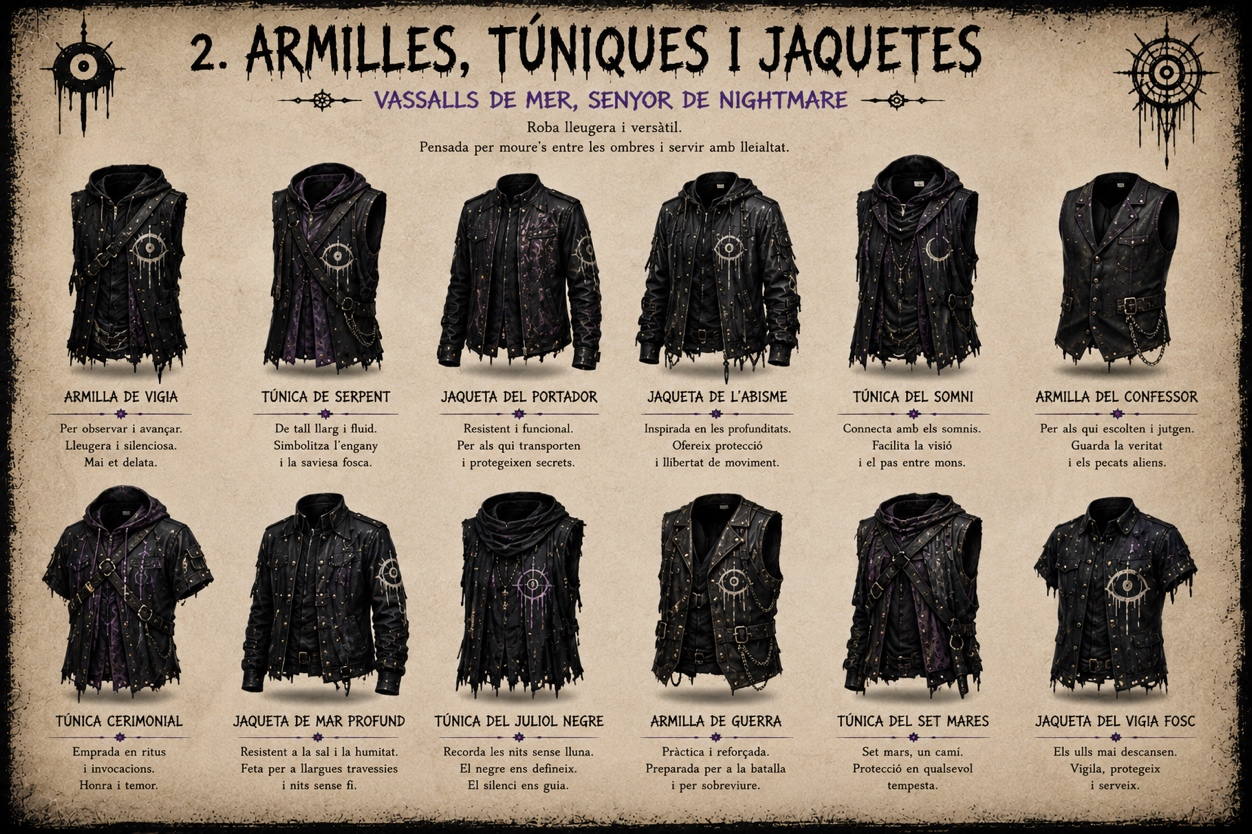 2. ARMILLES, TÚNIQUES I JAQUETES
VASSALLS DE MER, SENYOR DE NIGHTMARE
Roba lleugera i versàtil.
Pensada per moure's entre les ombres i servir amb lleialtat.
ARMILLA DE VIGIA
Per observar i avançar.
Lleugera i silenciosa.
Mai et delata.
TÚNICA DE SERPENT
De tall llarg i fluid.
Simbolitza l'engany
i la saviesa fosca.
JAQUETA DEL PORTADOR
Resistent i funcional.
Per als qui transporten
i protegeixen secrets.
JAQUETA DE L'ABISME
Inspirada en les profunditats.
Ofereix protecció
i llibertat de moviment.
TÚNICA DEL SOMNI
Connecta amb els somnis.
Facilita la visió
i el pas entre mons.
ARMILLA DEL CONFESSOR
Per als qui escolten i jutgen.
Guarda la veritat
i els pecats aliens.
TÚNICA CERIMONIAL
Emprada en ritus
i invocacions.
Honra i temor.
JAQUETA DE MAR PROFUND
Resistent a la sal i la humitat.
Feta per a llargues travessies
i nits sense fi.
TÚNICA DEL JULIOL NEGRE
Recorda les nits sense lluna.
El negre ens defineix.
El silenci ens guia.
ARMILLA DE GUERRA
Pràctica i reforçada.
Preparada per a la batalla
i per sobreviure.
TÚNICA DEL SET MARES
Set mars, un camí.
Protecció en qualsevol
tempesta.
JAQUETA DEL VIGIA FOSC
Els ulls mai descansen.
Vigila, protegeix
i serveix.